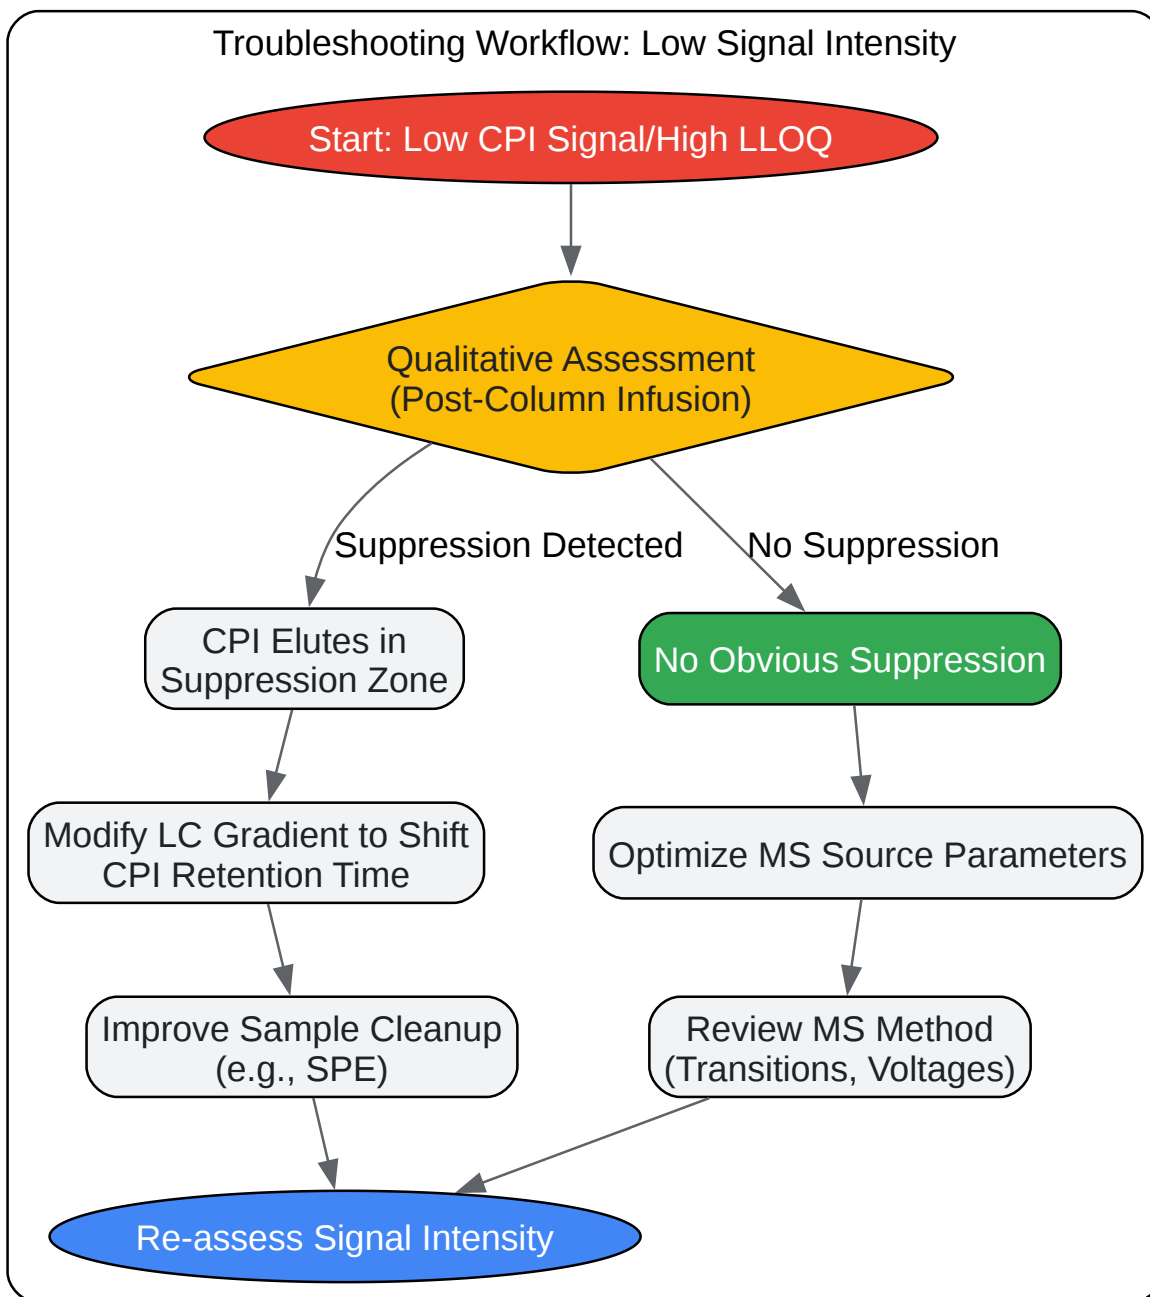 Troubleshooting Workflow: Low Signal Intensity
Start: Low CPI Signal/High LLOQ
Qualitative Assessment
(Post-Column Infusion)
Suppression Detected
No Suppression
CPI Elutes in
Suppression Zone
No Obvious Suppression
Modify LC Gradient to Shift
CPI Retention Time
Optimize MS Source Parameters
Improve Sample Cleanup
(e.g., SPE)
Review MS Method
(Transitions, Voltages)
Re-assess Signal Intensity